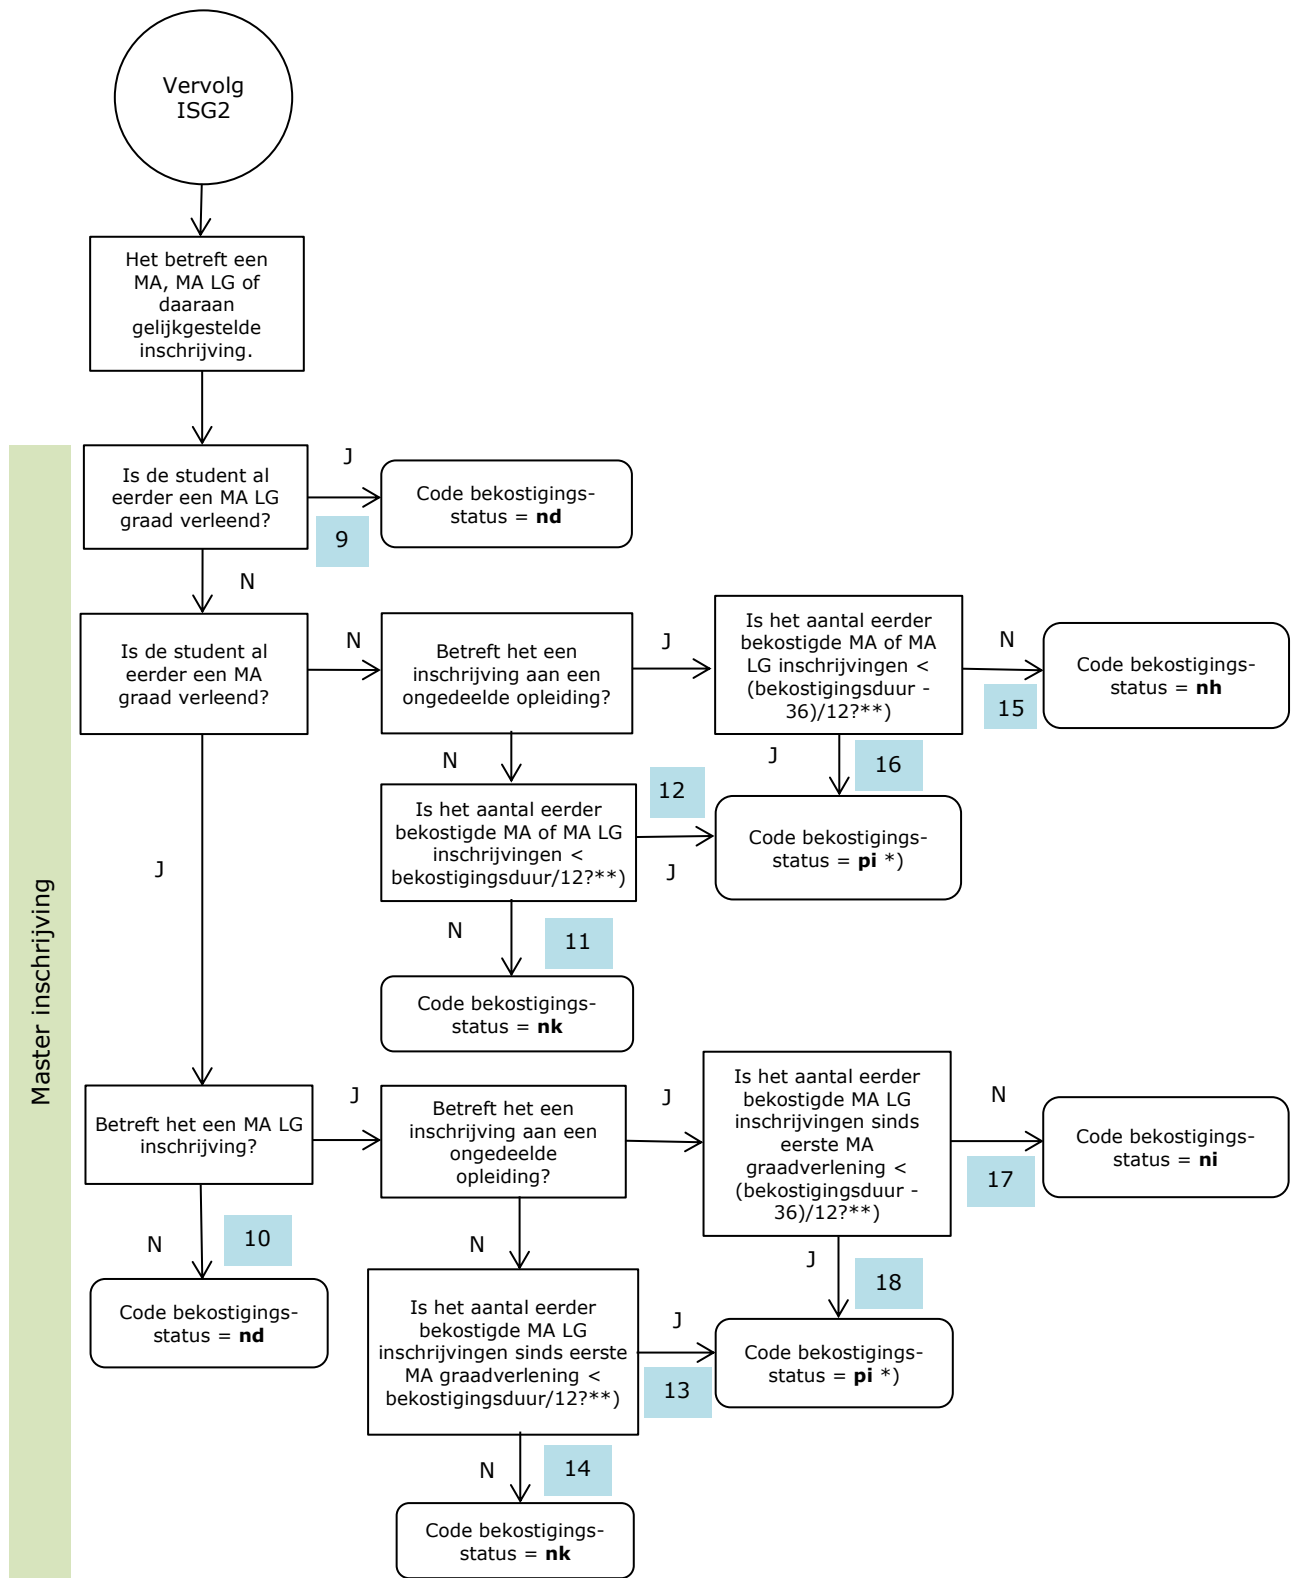 Vervolg
ISG2
Het betreft een
MA, MA LG of
daaraan
gelijkgestelde
inschrijving.
Master inschrijving
Is de student al
eerder een MA LG
graad verleend?
J
9
Code bekostigings-
status = nd
N
Is de student al
eerder een MA
graad verleend?
N
Betreft het een
inschrijving aan een
ongedeelde opleiding?
J
Is het aantal eerder
bekostigde MA of MA
LG inschrijvingen <
(bekostigingsduur -
36)/12?**)
N
15
Code bekostigings-
status = nh
J
16
N
12
Is het aantal eerder
bekostigde MA of MA LG
inschrijvingen <
bekostigingsduur/12?**)
J
Code bekostigings-
status = pi *)
J
N
11
Code bekostigings-
status = nk
Betreft het een MA LG
inschrijving?
J
Betreft het een
inschrijving aan een
ongedeelde
opleiding?
J
Is het aantal eerder
bekostigde MA LG
inschrijvingen sinds
eerste MA
graadverlening <
(bekostigingsduur -
36)/12?**)
N
17
Code bekostigings-
status = ni
N
10
Code bekostigings-
status = nd
N
J
18
Is het aantal eerder
bekostigde MA LG
inschrijvingen sinds eerste
MA graadverlening <
bekostigingsduur/12?**)
J
13
Code bekostigings-
status = pi *)
N
14
Code bekostigings-
status = nk